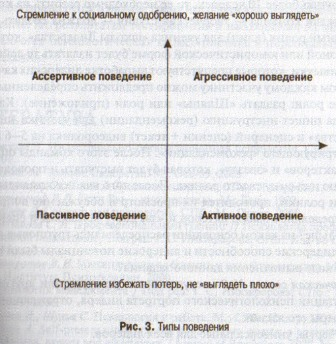 Стремление к социальному одобрению, желание «хорошо выглядеть»
Ассертивное поведение Агрессивное поведение
Пассивное поведение Активное поведение
Стремление избежать потерь, не «выглядеть плохо»
Рис. 3. Типы поведения